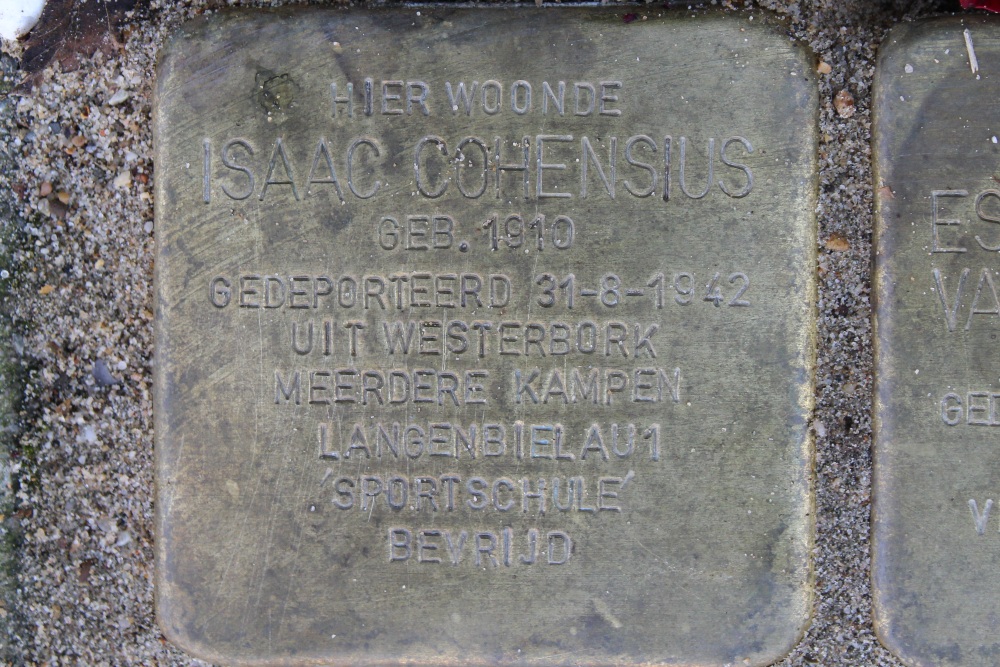 HIER WOONDE
ISAAC COHENSIUS
GEB. 1910
GEDEPORTEERD 31-8-1942
UIT WESTERBORK
MEERDERE KAMPEN
LANGENBIELAU 1
'SPORTSCHULE'
BEVRIJD